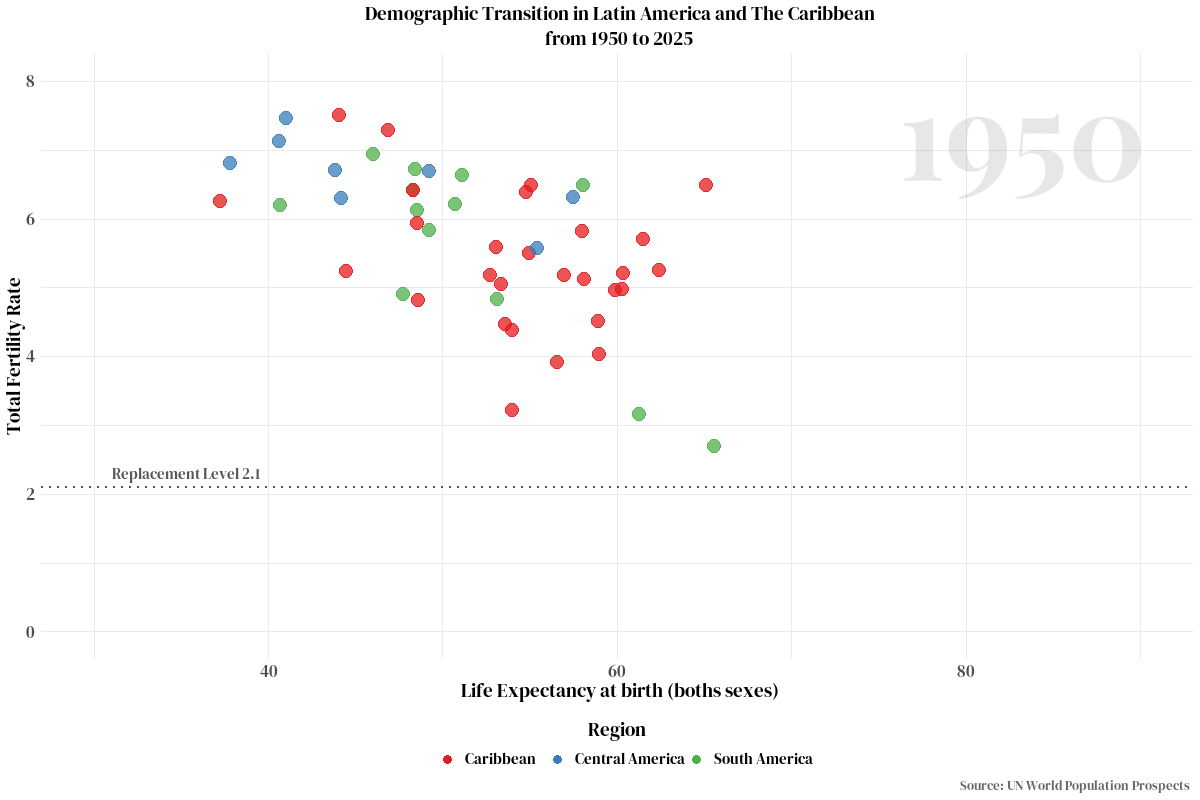 Demographic Transition in Latin America and The Caribbean
from 1950 to 2025
1950
8
6
4
2
0
Total Fertility Rate
Replacement Level 2.1
40 60 80
Life Expectancy at birth (boths sexes)
Region
Caribbean Central America South America
Source: UN World Population Prospects